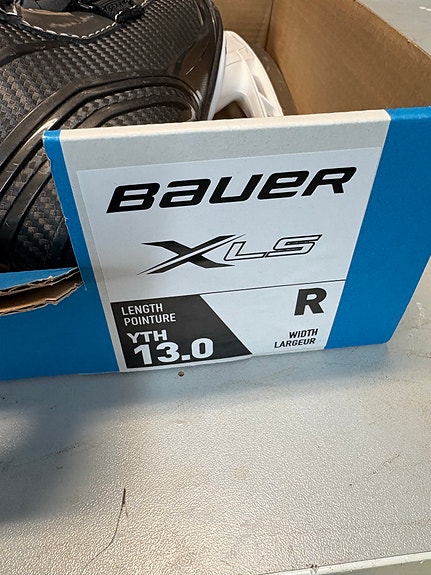 BAUER
XLS
LENGTH
POINTURE
YTH
13.0
R
WIDTH
LARGEUR